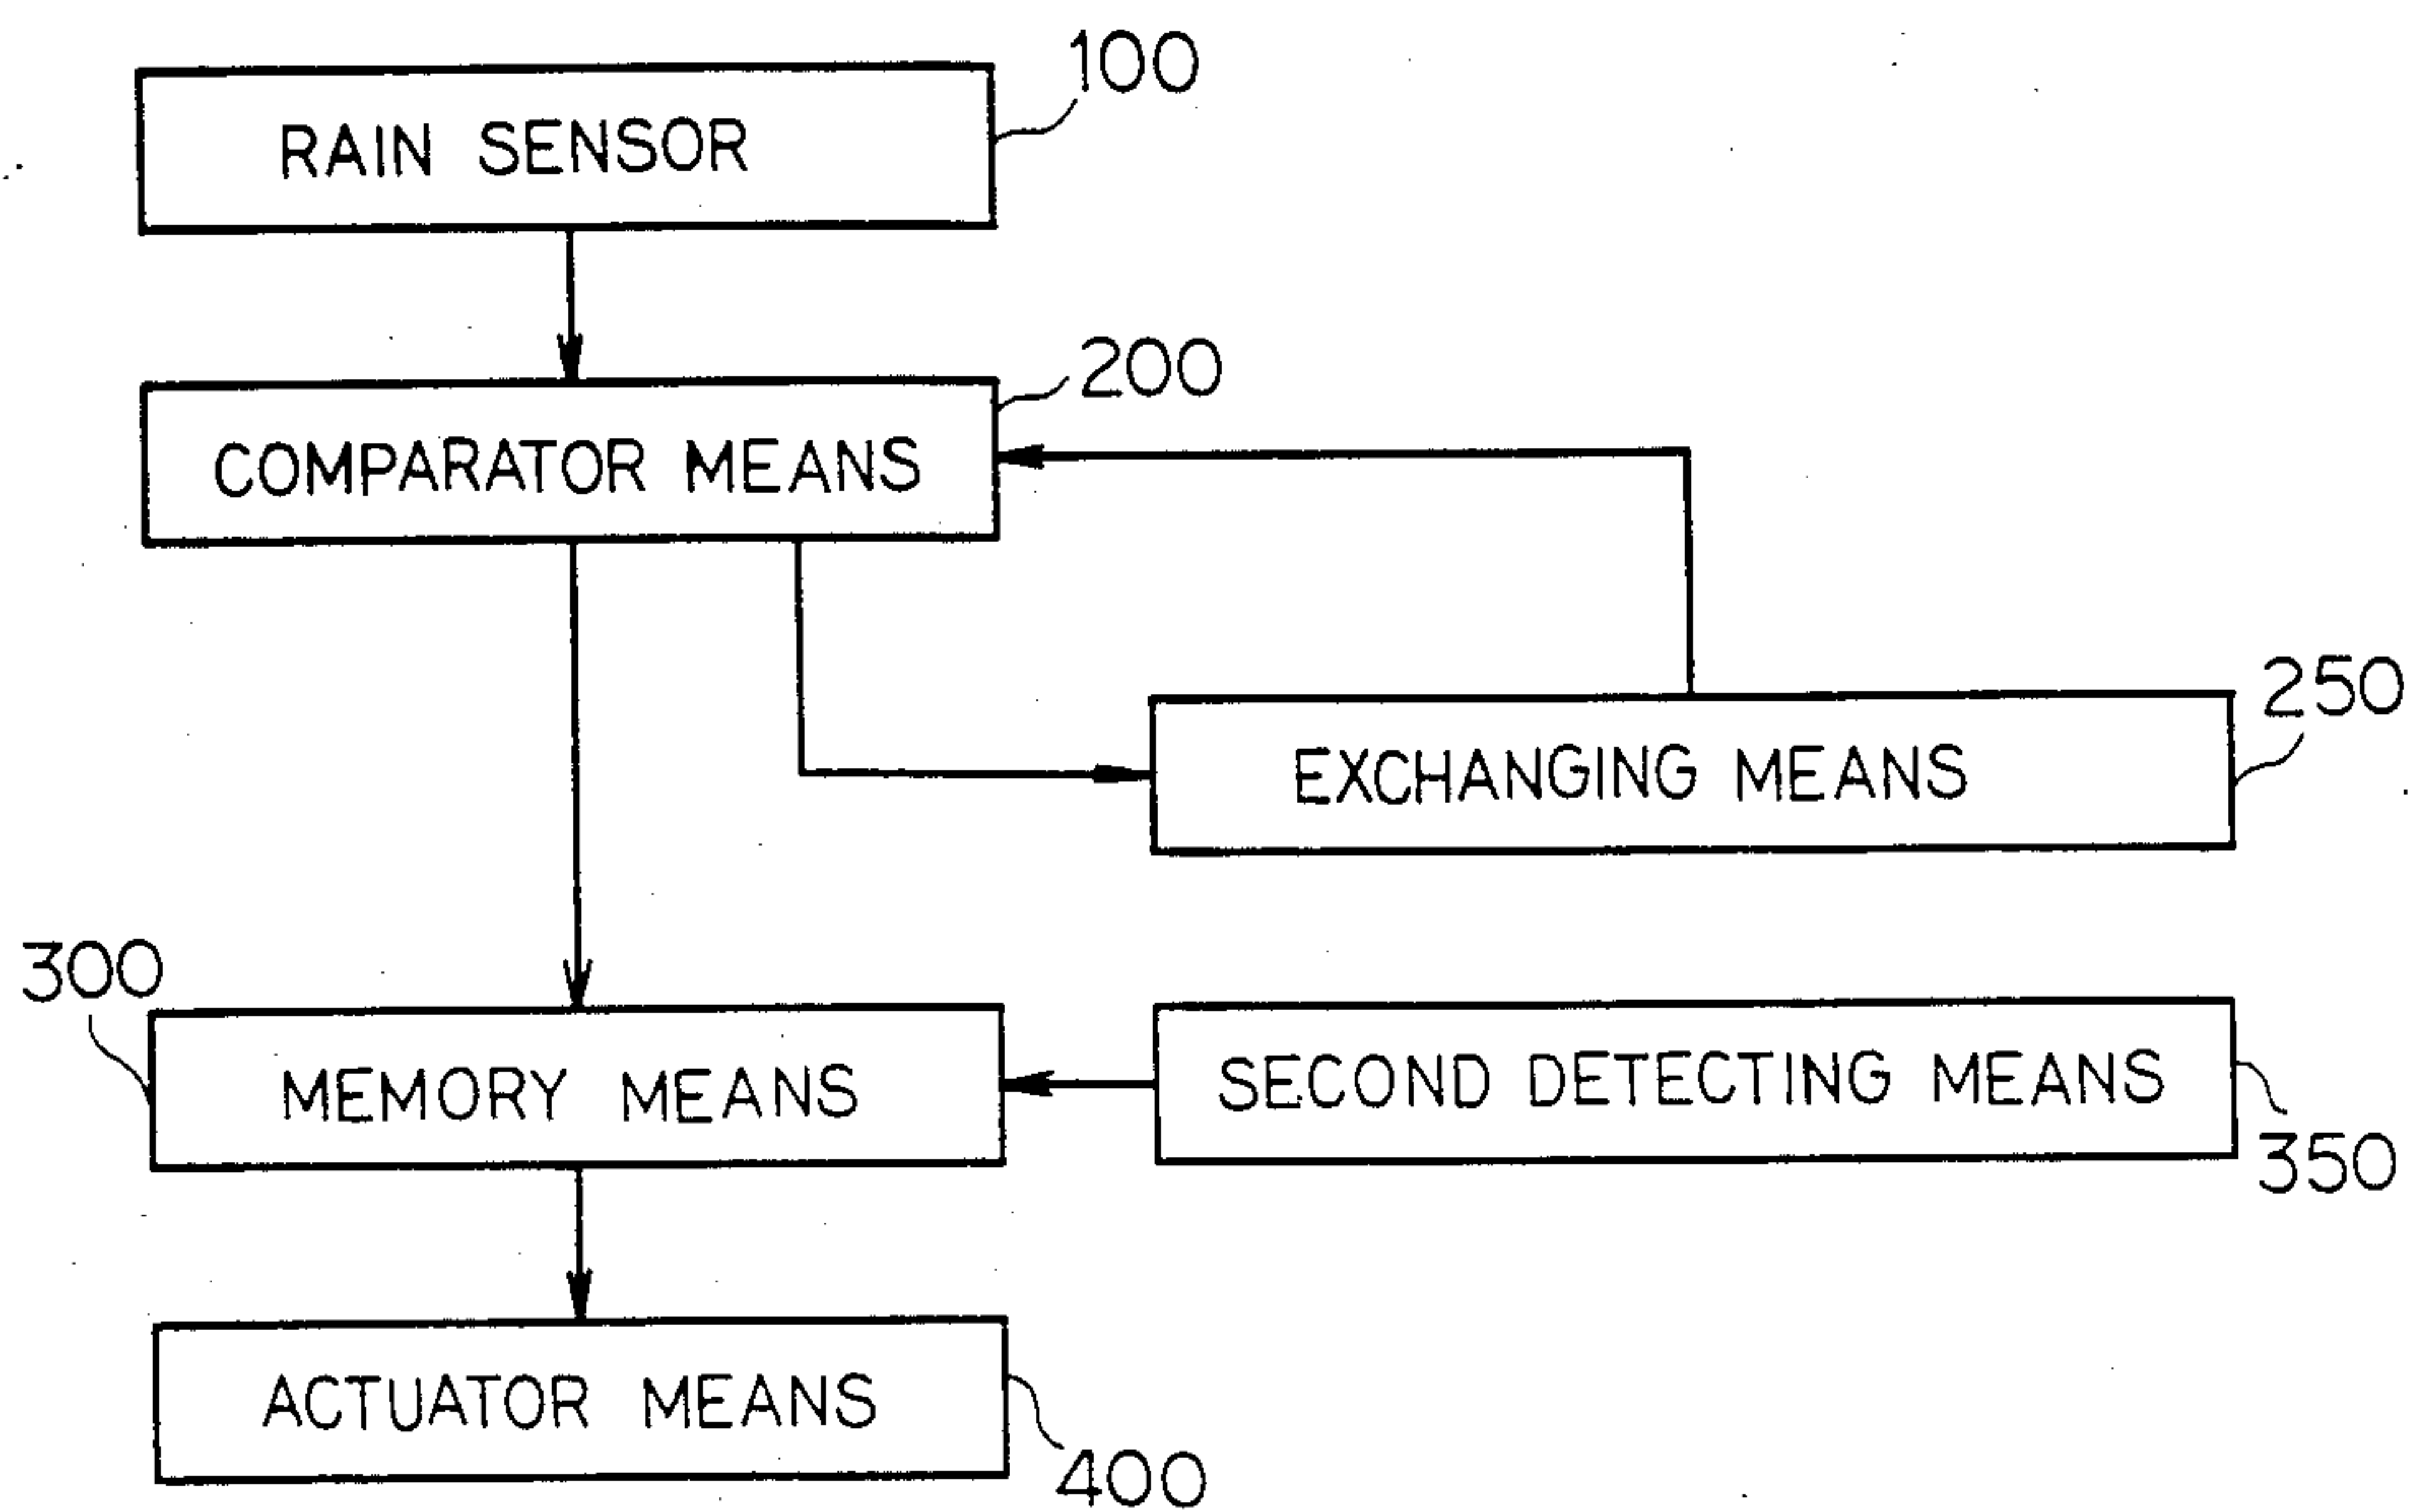 100
RAIN SENSOR
200
COMPARATOR MEANS
250
EXCHANGING MEANS
300
MEMORY MEANS
SECOND DETECTING MEANS
350
ACTUATOR MEANS
400